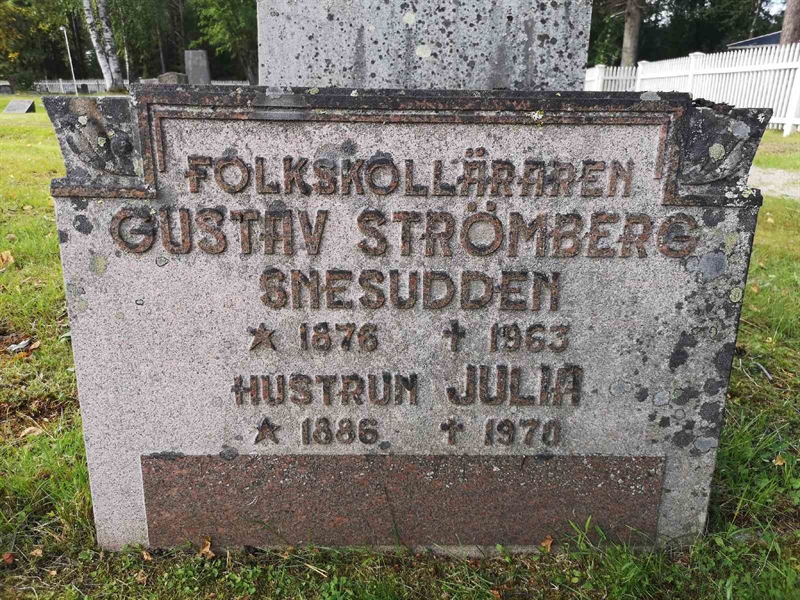 FOLKSKOLLÄRAREN
GUSTAV STRÖMBERG
SNESUDDEN
★ 1876 ✝ 1963
HUSTRUN JULIA
★ 1886 ✝ 1970